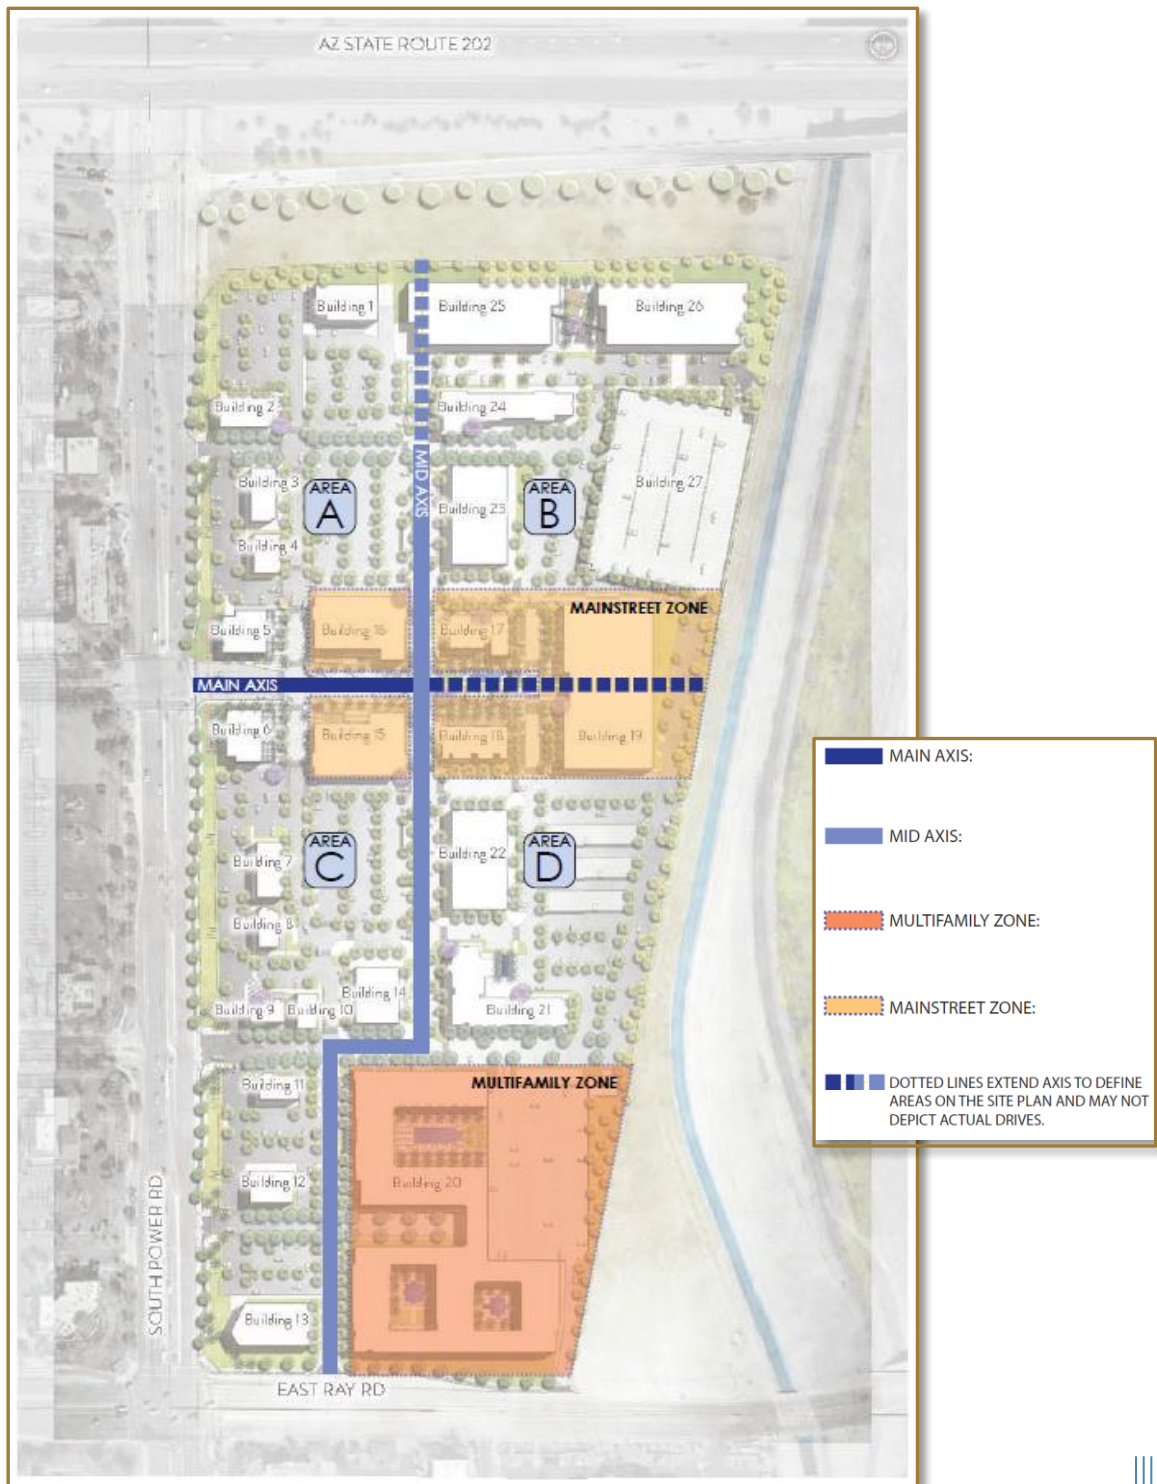 AZ STATE ROUTE 202
Building 1
Building 25
Building 26
Building 2
Building 24
MID AXIS
Building 3
AREA
A
Building 23
AREA
B
Building 27
Building 4
MAINSTREET ZONE
Building 5
Building 16
Building 17
MAIN AXIS
Building 6
Building 15
Building 18
Building 19
MAIN AXIS:
MID AXIS:
MULTIFAMILY ZONE:
MAINSTREET ZONE:
DOTTED LINES EXTEND AXIS TO DEFINE
AREAS ON THE SITE PLAN AND MAY NOT
DEPICT ACTUAL DRIVES.
AREA
C
Building 7
Building 22
AREA
D
Building 8
Building 14
Building 9
Building 10
Building 21
Building 11
MULTIFAMILY ZONE
Building 12
Building 20
SOUTH POWER RD
Building 13
EAST RAY RD